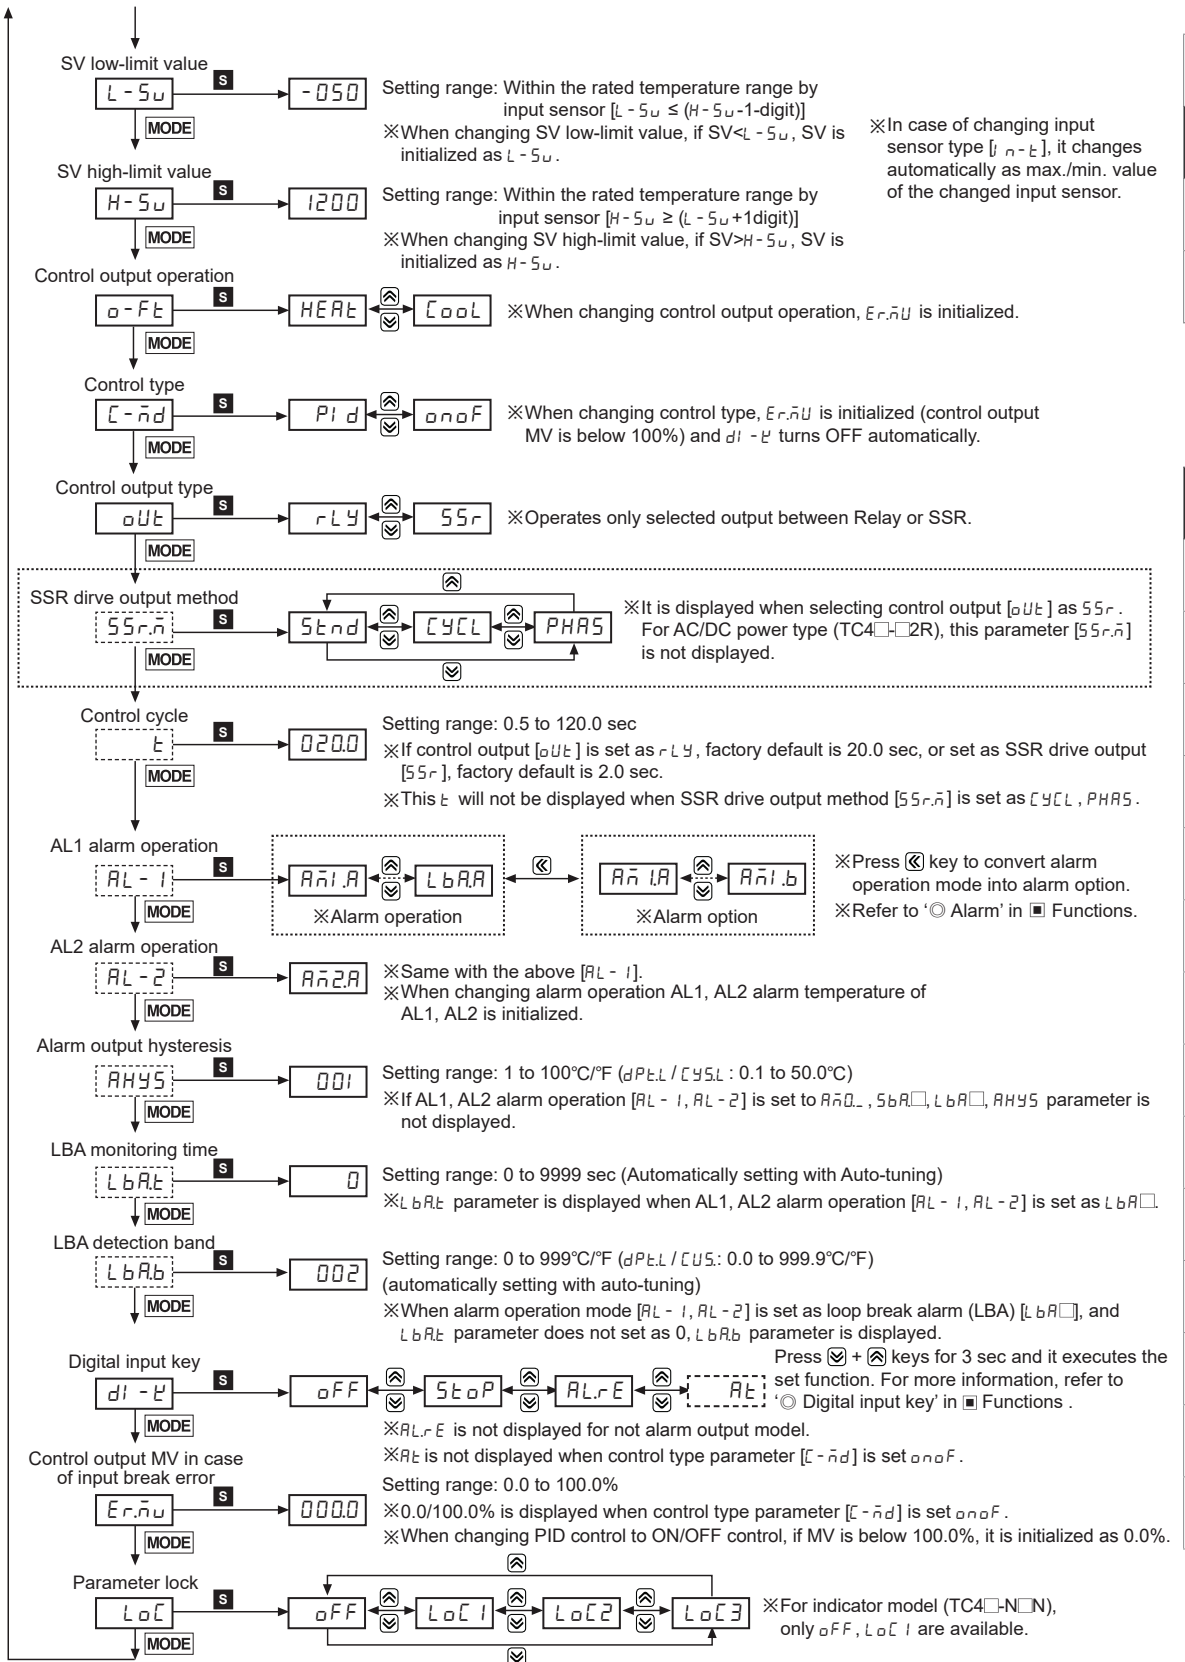 SV low-limit value
S
L-Sv
-050
MODE
Setting range: Within the rated temperature range by
input sensor [L-Sv ≤ (H-Sv-1-digit)]
※When changing SV low-limit value, if SV<L-Sv, SV is
initialized as L-Sv.
※In case of changing input
sensor type [In-t], it changes
automatically as max./min. value
of the changed input sensor.
SV high-limit value
S
H-Sv
1200
MODE
Setting range: Within the rated temperature range by
input sensor [H-Sv ≥ (L-Sv+1digit)]
※When changing SV high-limit value, if SV>H-Sv, SV is
initialized as H-Sv.
Control output operation
S
o-Ft
HEAt
CooL
MODE
※When changing control output operation, Er.MV is initialized.
Control type
S
C-Md
PId
onoF
MODE
※When changing control type, Er.MV is initialized (control output
MV is below 100%) and dI-K turns OFF automatically.
Control output type
S
oUt
rLY
SSr
MODE
※Operates only selected output between Relay or SSR.
SSR dirve output method
S
SSr.M
Stnd
CYCL
PHAS
MODE
※It is displayed when selecting control output [oUt] as SSr.
For AC/DC power type (TC4□-□2R), this parameter [SSr.M]
is not displayed.
Control cycle
S
t
020.0
MODE
Setting range: 0.5 to 120.0 sec
※If control output [oUt] is set as rLY, factory default is 20.0 sec, or set as SSR drive output
[SSr], factory default is 2.0 sec.
※This t will not be displayed when SSR drive output method [SSr.M] is set as CYCL, PHAS.
AL1 alarm operation
S
AL-1
AM1.A
LbA.A
AM1.A
AM1.b
MODE
※Alarm operation
※Alarm option
※Press « key to convert alarm
operation mode into alarm option.
※Refer to ‘◎ Alarm’ in ▣ Functions.
AL2 alarm operation
S
AL-2
AM2.A
MODE
※Same with the above [AL-1].
※When changing alarm operation AL1, AL2 alarm temperature of
AL1, AL2 is initialized.
Alarm output hysteresis
S
AHYS
001
MODE
Setting range: 1 to 100℃/℉ (dPt.L / CYS.L : 0.1 to 50.0℃)
※If AL1, AL2 alarm operation [AL-1, AL-2] is set to AM0._, SbA.□, LbA□, AHYS parameter is
not displayed.
LBA monitoring time
S
LbA.t
0
MODE
Setting range: 0 to 9999 sec (Automatically setting with Auto-tuning)
※LbA.t parameter is displayed when AL1, AL2 alarm operation [AL-1, AL-2] is set as LbA□.
LBA detection band
S
LbA.b
002
MODE
Setting range: 0 to 999℃/℉ (dPt.L / CUS.: 0.0 to 999.9℃/℉)
(automatically setting with auto-tuning)
※When alarm operation mode [AL-1, AL-2] is set as loop break alarm (LBA) [LbA□], and
LbA.t parameter does not set as 0, LbA.b parameter is displayed.
Digital input key
S
dI-K
oFF
StoP
AL.rE
At
MODE
Press ︾ + ︽ keys for 3 sec and it executes the
set function. For more information, refer to
‘◎ Digital input key’ in ▣ Functions .
※AL.rE is not displayed for not alarm output model.
※At is not displayed when control type parameter [C-Md] is set onoF.
Control output MV in case
of input break error
S
Er.Mv
000.0
MODE
Setting range: 0.0 to 100.0%
※0.0/100.0% is displayed when control type parameter [C-Md] is set onoF.
※When changing PID control to ON/OFF control, if MV is below 100.0%, it is initialized as 0.0%.
Parameter lock
S
LoC
oFF
LoC1
LoC2
LoC3
MODE
※For indicator model (TC4□-N□N),
only oFF, LoC1 are available.